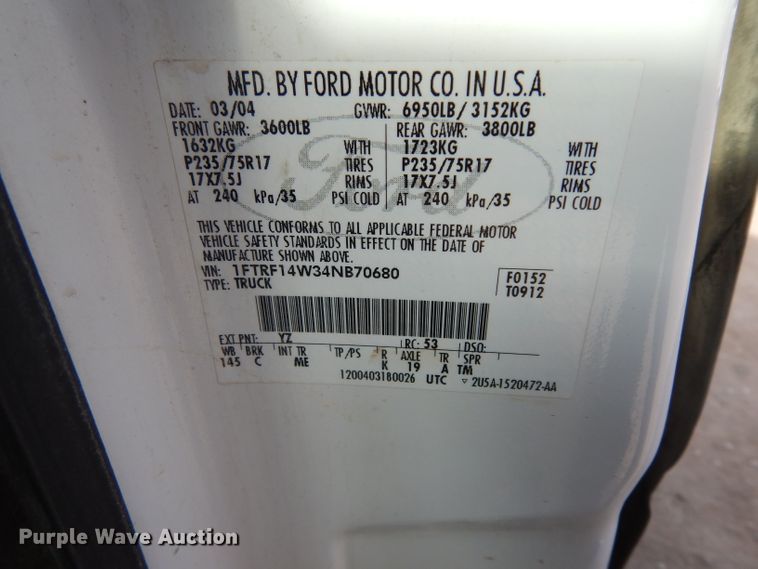 MFD. BY FORD MOTOR CO. IN U.S.A.
DATE: 03/04 GVWR: 6950LB/ 3152KG
FRONT GAWR: 3600LB REAR GAWR: 3800LB
1632KG WITH 1723KG WITH
P235/75R17 TIRES P235/75R17 TIRES
17X7.5J RIMS 17X7.5J RIMS
AT 240 kPa/35 PSI COLD AT 240 kPa/35 PSI COLD
Ford
THIS VEHICLE CONFORMS TO ALL APPLICABLE FEDERAL MOTOR
VEHICLE SAFETY STANDARDS IN EFFECT ON THE DATE OF
MANUFACTURE SHOWN ABOVE.
VIN: 1FTRF14W34NB70680 F0152
TYPE: TRUCK T0912
EXT PNT: YZ RC: 53 DSO:
WB BRK INT TR TP/PS R AXLE TR SPR
145 C ME K 19 A TM
1200403180026 UTC ▽ 2U5A-1520472-AA
Purple Wave Auction